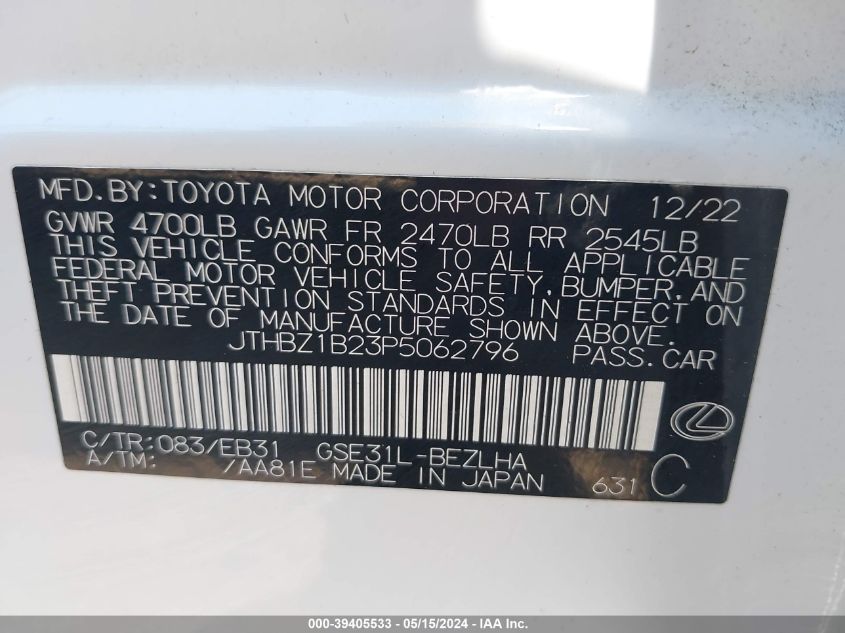 MFD.BY:TOYOTA MOTOR CORPORATION 12/22
GVWR 4700LB GAWR FR 2470LB RR 2545LB
THIS VEHICLE CONFORMS TO ALL APPLICABLE
FEDERAL MOTOR VEHICLE SAFETY,BUMPER,AND
THEFT PREVENTION STANDARDS IN EFFECT ON
THE DATE OF MANUFACTURE SHOWN ABOVE.
JTHBZ1B23P5062796 PASS.CAR
C/TR:083/EB31 GSE31L-BEZLHA
A/TM: /AA81E MADE IN JAPAN 631 C
000-39405533 - 05/15/2024 - IAA Inc.